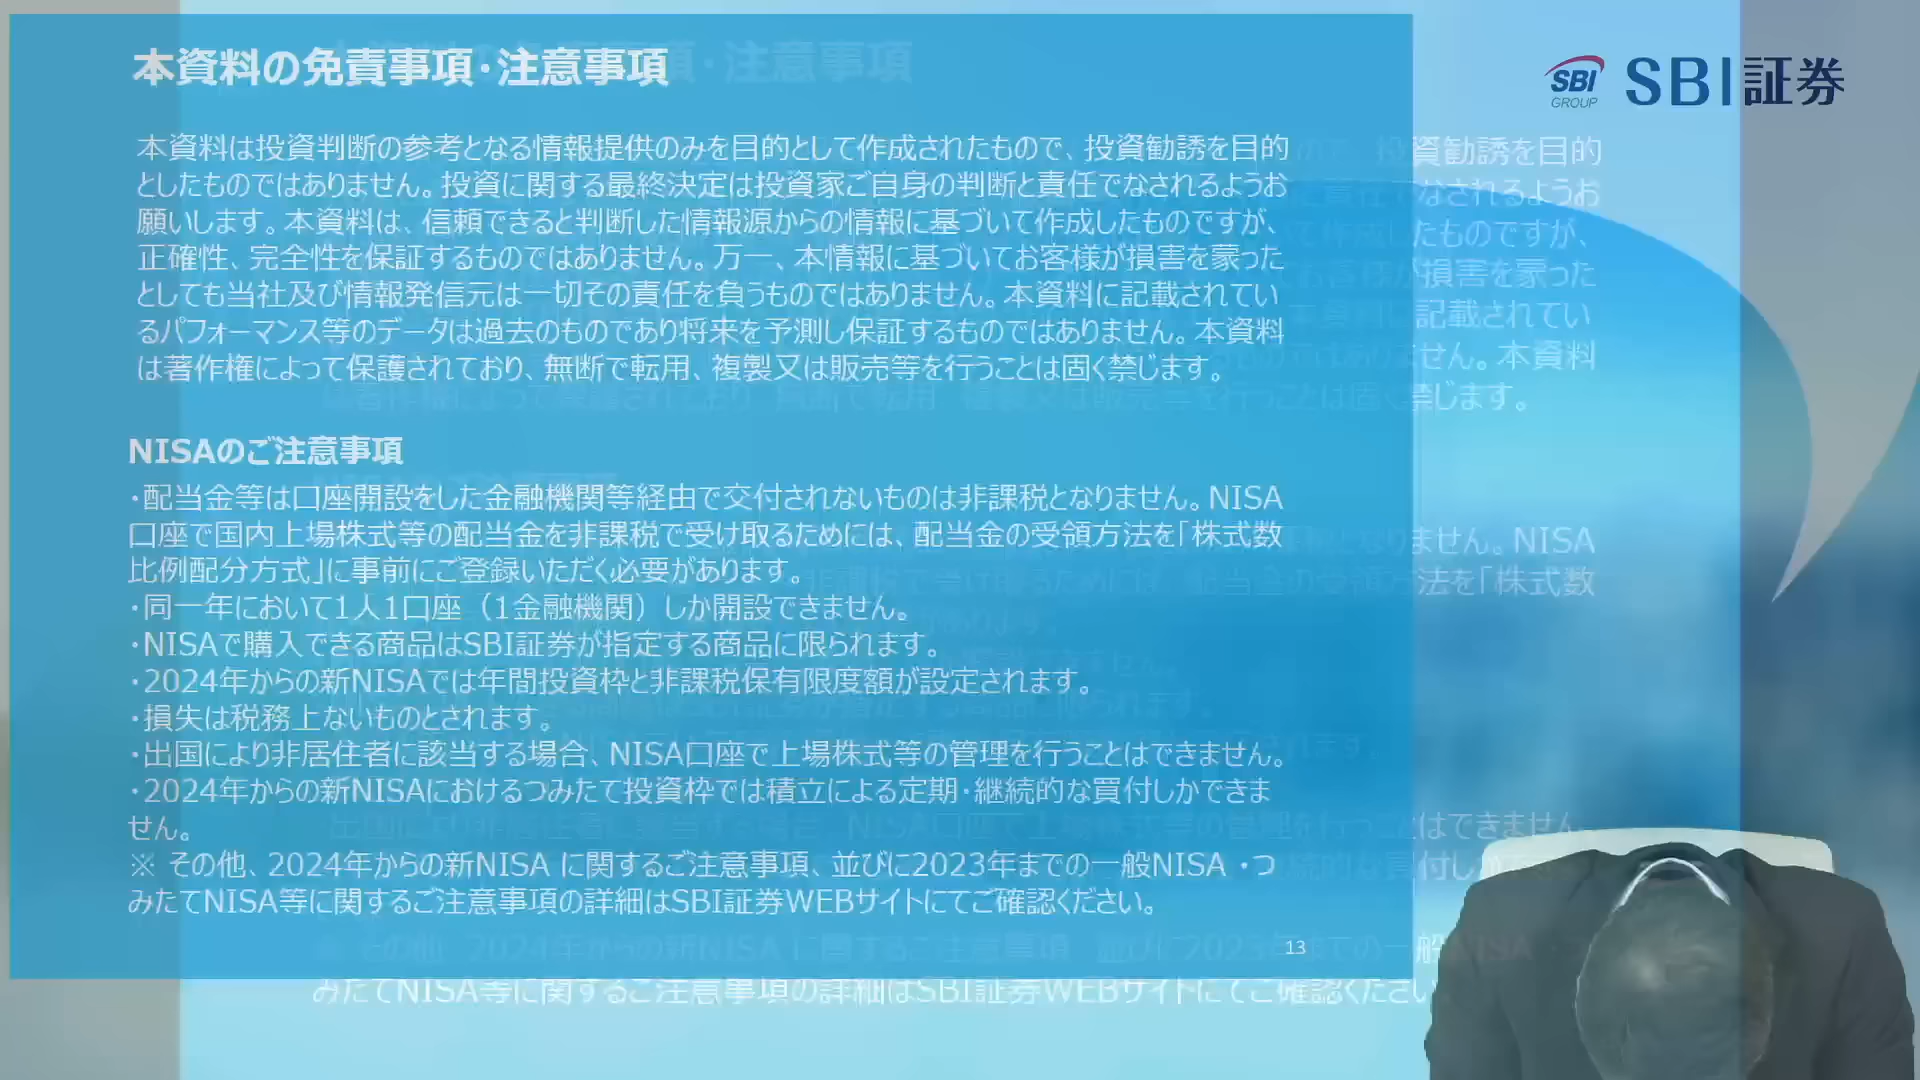 本資料の免責事項・注意事項
SBI
GROUP
SBI証券
本資料は投資判断の参考となる情報提供のみを目的として作成されたもので、投資勧誘を目的
としたものではありません。投資に関する最終決定は投資家ご自身の判断と責任でなされるようお
願いします。本資料は、信頼できると判断した情報源からの情報に基づいて作成したものですが、
正確性、完全性を保証するものではありません。万一、本情報に基づいてお客様が損害を蒙った
としても当社及び情報発信元は一切その責任を負うものではありません。本資料に記載されてい
るパフォーマンス等のデータは過去のものであり将来を予測し保証するものではありません。本資料
は著作権によって保護されており、無断で転用、複製又は販売等を行うことは固く禁じます。
NISAのご注意事項
・配当金等は口座開設をした金融機関等経由で交付されないものは非課税となりません。NISA
口座で国内上場株式等の配当金を非課税で受け取るためには、配当金の受領方法を「株式数
比例配分方式」に事前にご登録いただく必要があります。
・同一年において1人1口座（1金融機関）しか開設できません。
・NISAで購入できる商品はSBI証券が指定する商品に限られます。
・2024年からの新NISAでは年間投資枠と非課税保有限度額が設定されます。
・損失は税務上ないものとされます。
・出国により非居住者に該当する場合、NISA口座で上場株式等の管理を行うことはできません。
・2024年からの新NISAにおけるつみたて投資枠では積立による定期・継続的な買付しかできま
せん。
※ その他、2024年からの新NISA に関するご注意事項、並びに2023年までの一般NISA ・つ
みたてNISA等に関するご注意事項の詳細はSBI証券WEBサイトにてご確認ください。
13